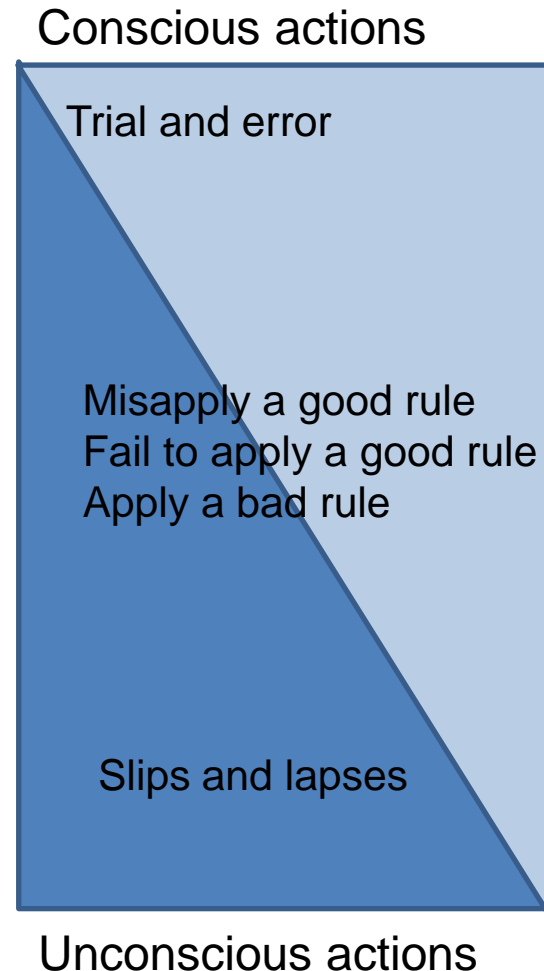 Conscious actions
Trial and error
Misapply a good rule
Fail to apply a good rule
Apply a bad rule
Slips and lapses
Unconscious actions